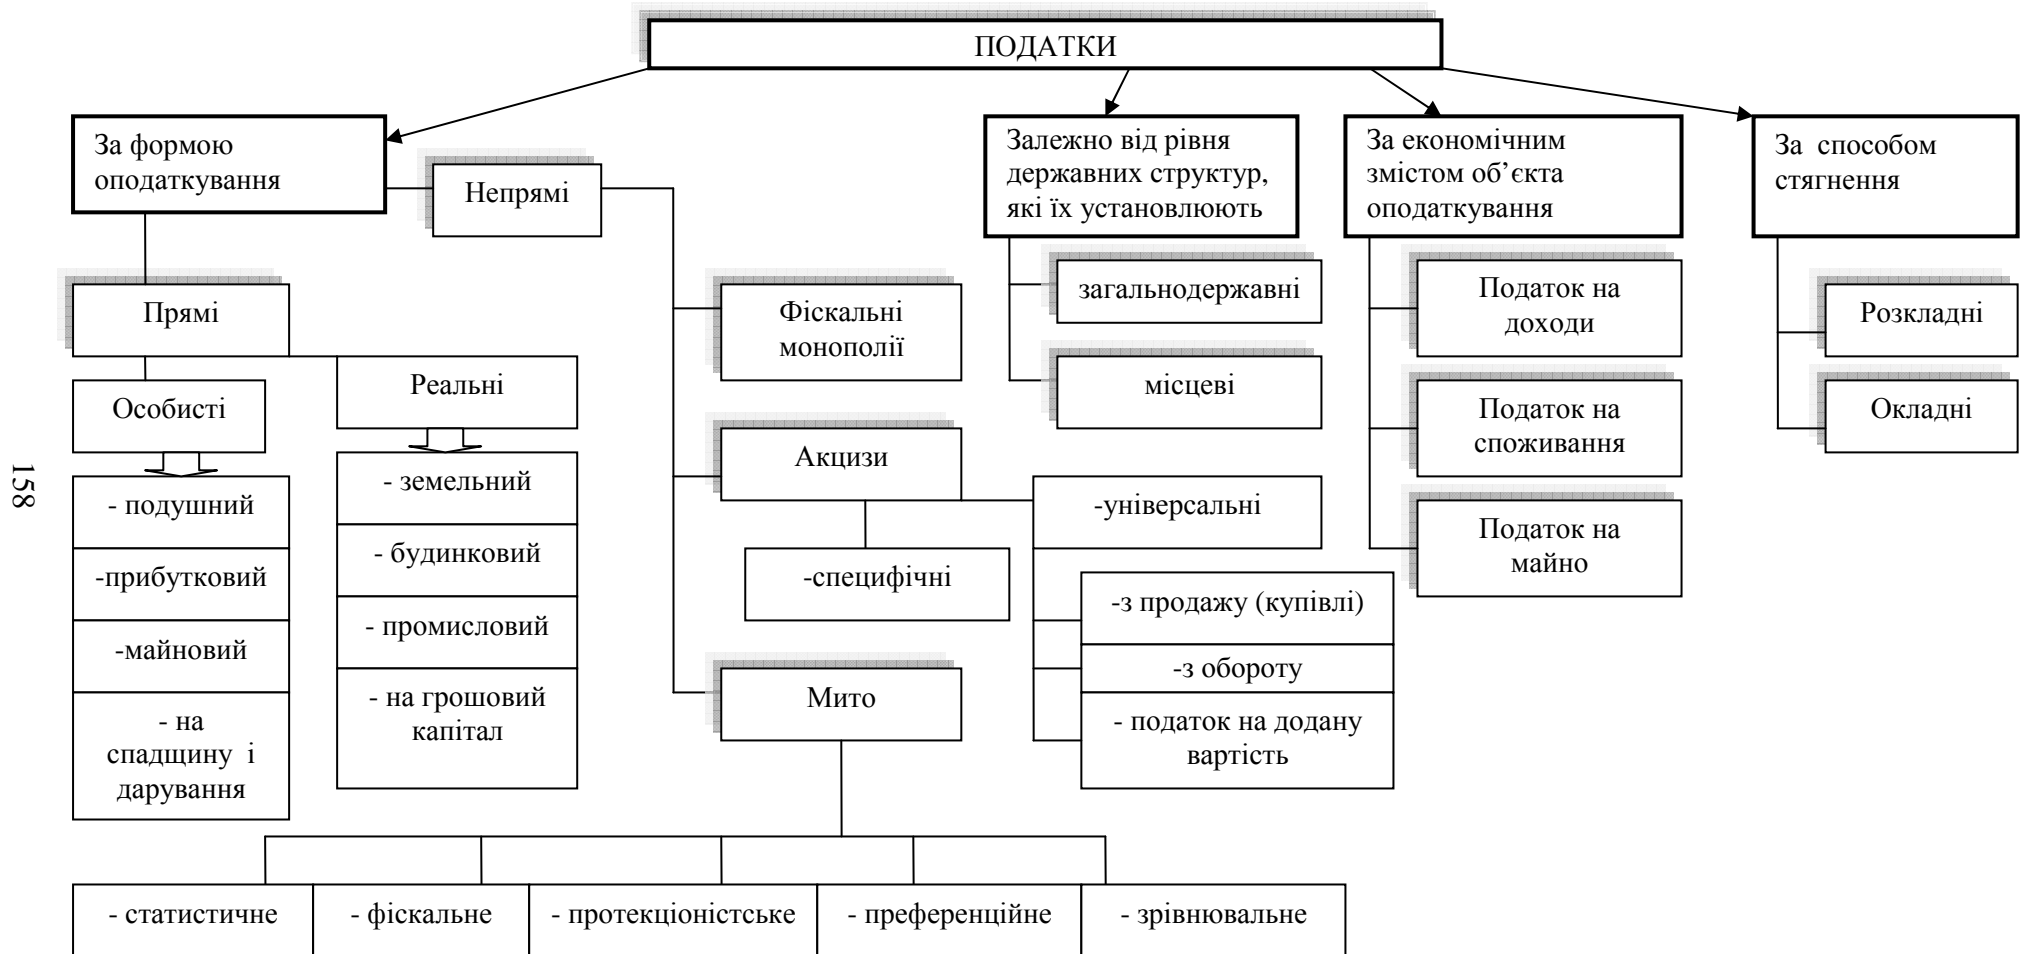 ПОДАТКИ
За формою
оподаткування
Непрямі
Залежно від рівня
державних структур,
які їх установлюють
За економічним
змістом об’єкта
оподаткування
За способом
стягнення
Прямі
Особисті
- подушний
-прибутковий
-майновий
- на
спадщину і
дарування
Реальні
- земельний
- будинковий
- промисловий
- на грошовий
капітал
Фіскальні
монополії
Акцизи
-специфічні
-універсальні
-з продажу (купівлі)
-з обороту
- податок на додану
вартість
Мито
- статистичне
- фіскальне
- протекціоністське
- преференційне
- зрівнювальне
загальнодержавні
місцеві
Податок на
доходи
Податок на
споживання
Податок на
майно
Розкладні
Окладні
158